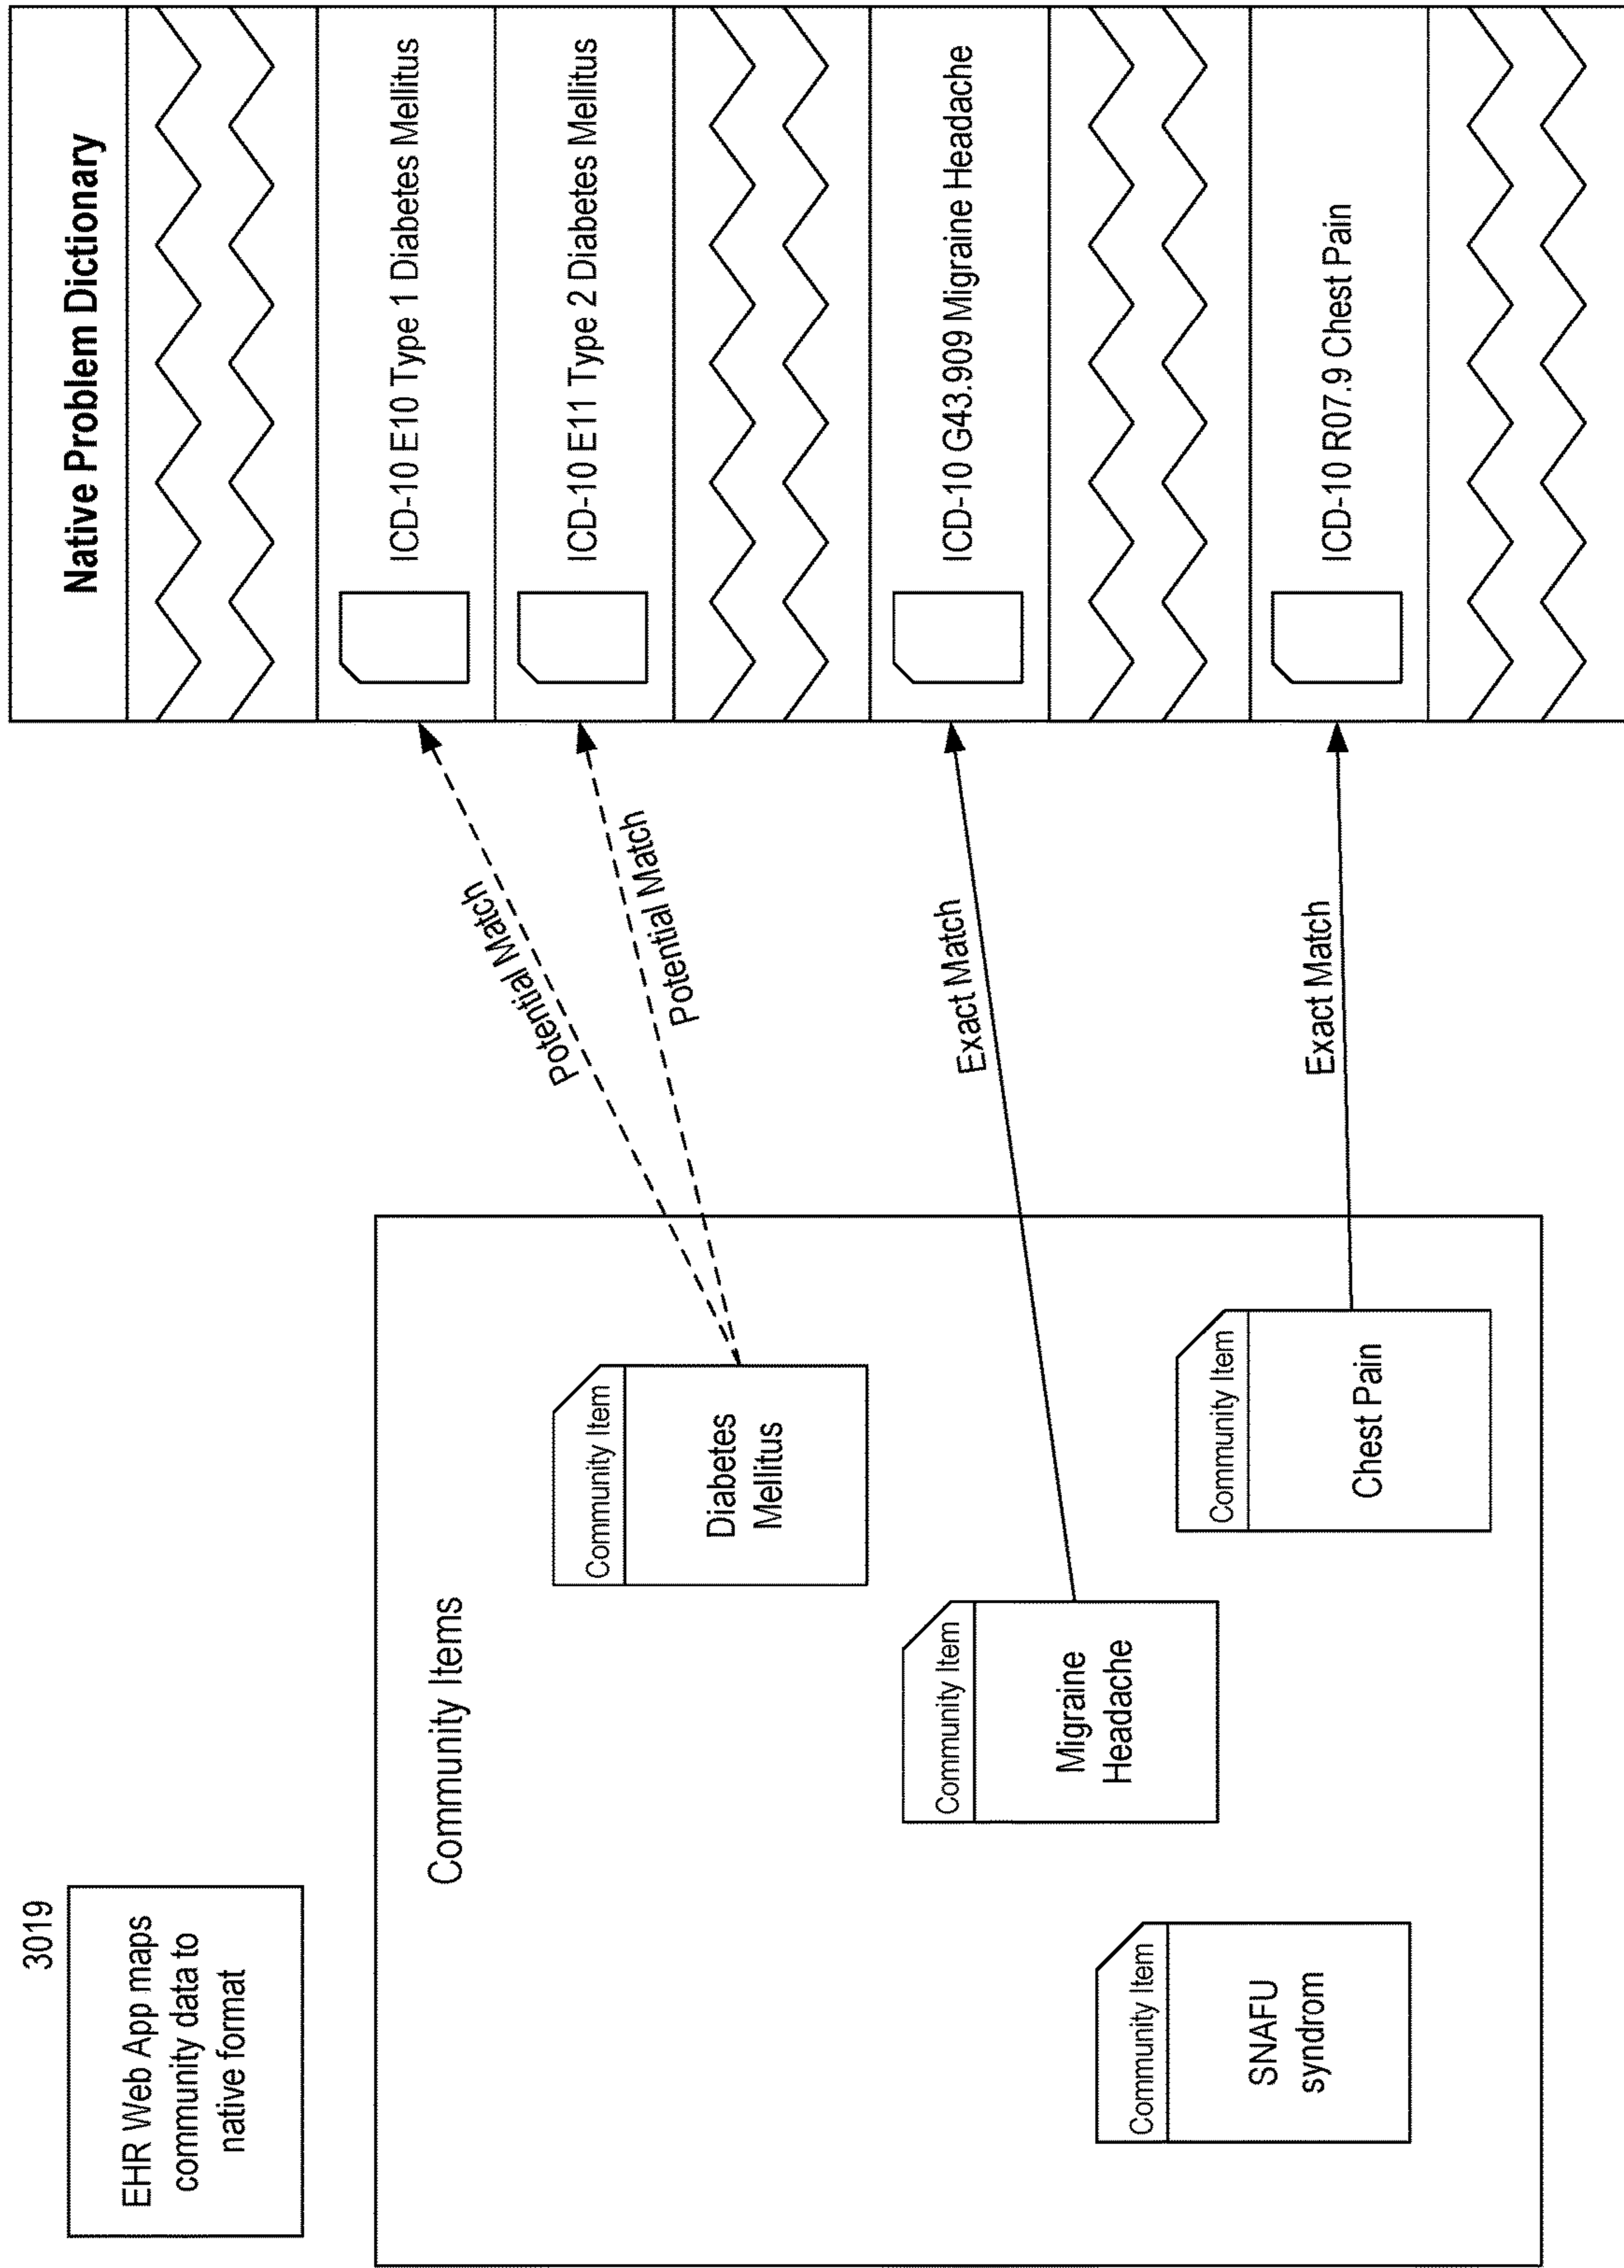 3019
EHR Web App maps
community data to
native format
Community Items
Community Item
Diabetes
Mellitus
Community Item
Migraine
Headache
Community Item
Chest Pain
Community Item
SNAFU
syndrom
Potential Match
Potential Match
Exact Match
Exact Match
Native Problem Dictionary
ICD-10 E10 Type 1 Diabetes Mellitus
ICD-10 E11 Type 2 Diabetes Mellitus
ICD-10 G43.909 Migraine Headache
ICD-10 R07.9 Chest Pain